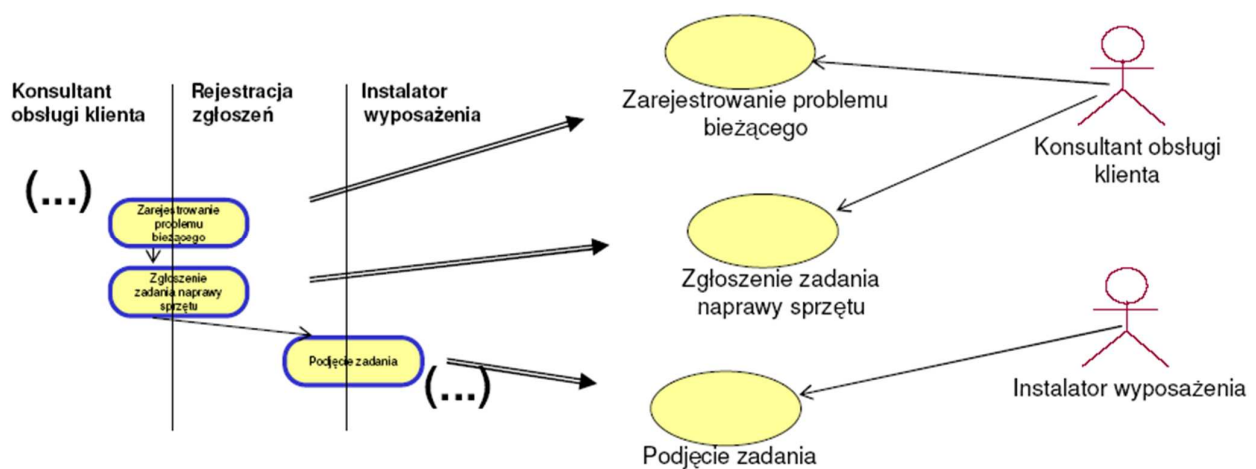 Konsultant
obsługi klienta
Rejestracja
zgłoszeń
Instalator
wyposażenia
(...)
Zarejestrowanie
problemu
bieżącego
Zgłoszenie
zadania naprawy
sprzętu
Podjęcie zadania
(...)
Zarejestrowanie problemu
bieżącego
Zgłoszenie zadania
naprawy sprzętu
Podjęcie zadania
Konsultant obsługi
klienta
Instalator wyposażenia